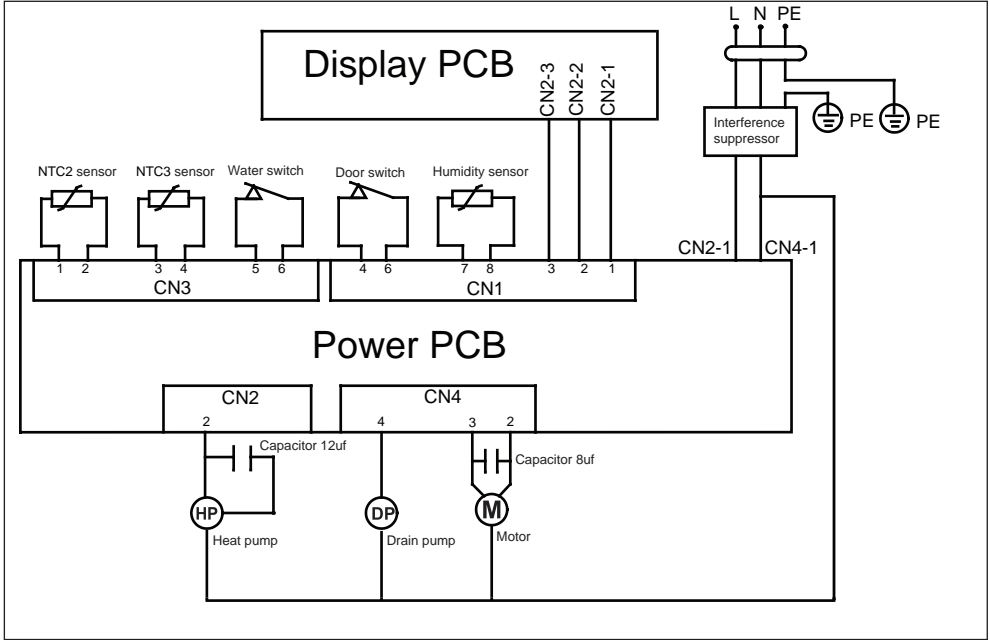 L N PE
Display PCB
CN2-3
CN2-2
CN2-1
Interference
suppressor
PE
PE
NTC2 sensor
NTC3 sensor
Water switch
Door switch
Humidity sensor
CN2-1
CN4-1
1 2 3 4 5 6 4 6 7 8 3 2 1
CN3
CN1
Power PCB
CN2
CN4
2 4 3 2
Capacitor 12uf
Capacitor 8uf
HP
DP
M
Heat pump
Drain pump
Motor